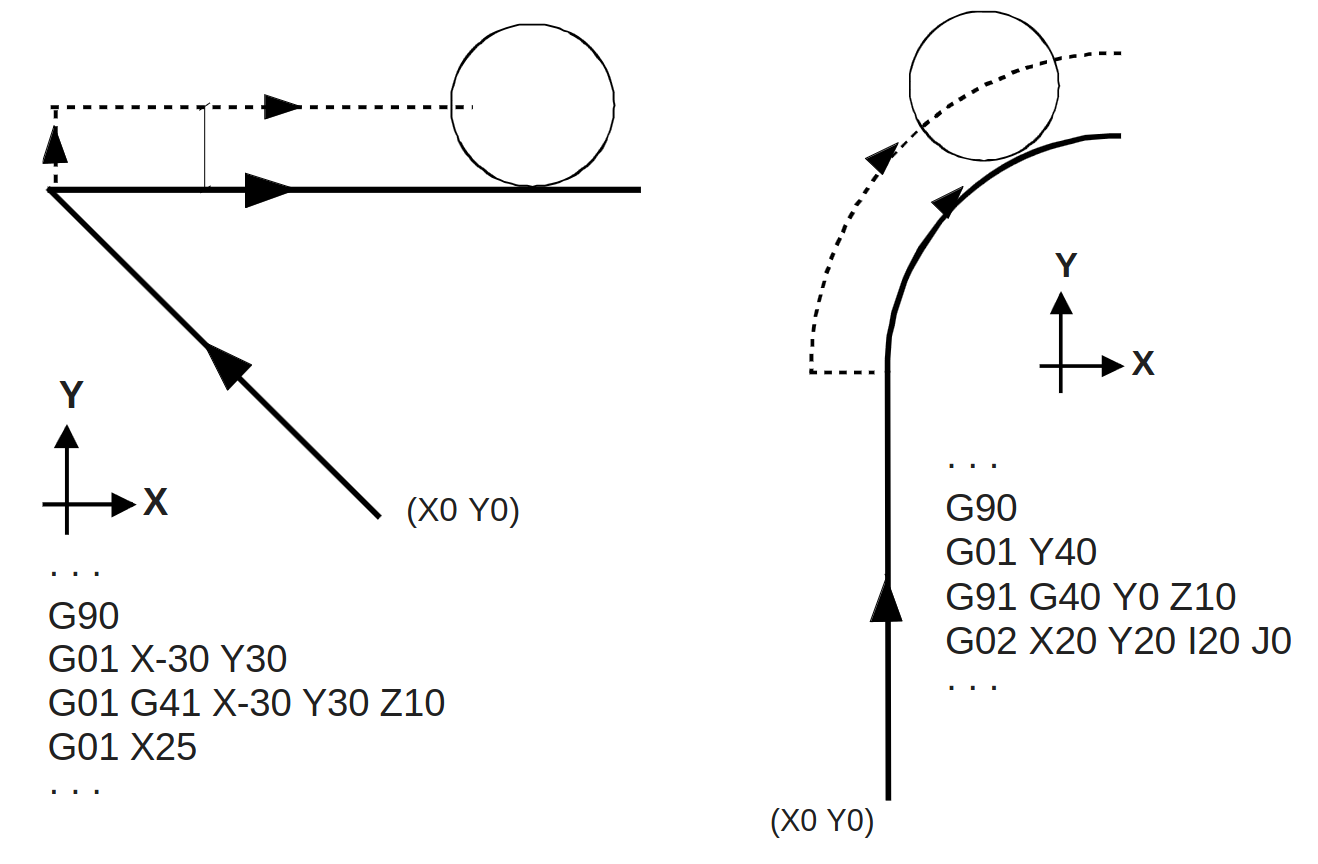 Y
X
(X0 Y0)
. . .
G90
G01 X-30 Y30
G01 G41 X-30 Y30 Z10
G01 X25
. . .
Y
X
. . .
G90
G01 Y40
G91 G40 Y0 Z10
G02 X20 Y20 I20 J0
. . .
(X0 Y0)